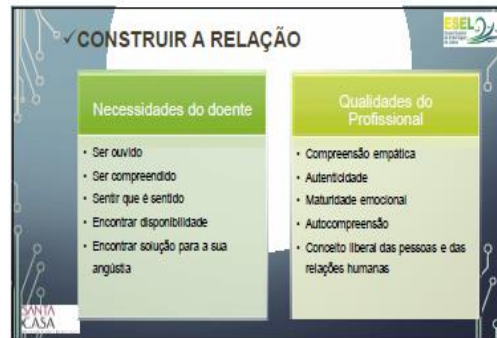 ✓CONSTRUIR A RELAÇÃO
ESEL
Necessidades do doente
• Ser ouvido
• Ser compreendido
• Sentir que é sentido
• Encontrar disponibilidade
• Encontrar solução para a sua
angústia
Qualidades do
Profissional
• Compreensão empática
• Autenticidade
• Maturidade emocional
• Autocompreensão
• Conceito liberal das pessoas e das
relações humanas
SANTA
CASA